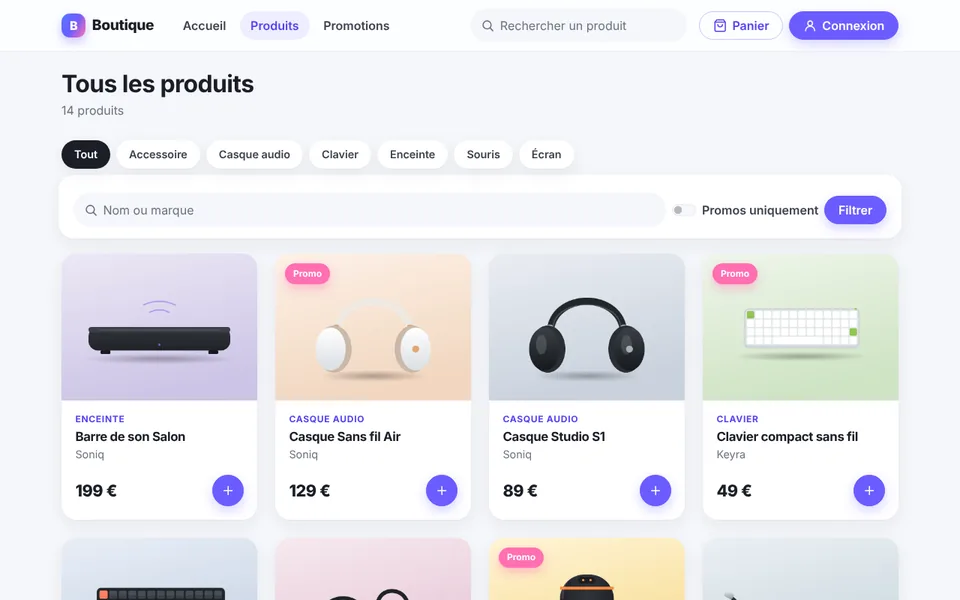 B Boutique Accueil Produits Promotions Rechercher un produit Panier Connexion
Tous les produits
14 produits
Tout Accessoire Casque audio Clavier Enceinte Souris Écran
Nom ou marque Promos uniquement Filtrer
Promo Promo
ENCEINTE CASQUE AUDIO CASQUE AUDIO CLAVIER
Barre de son Salon Casque Sans fil Air Casque Studio S1 Clavier compact sans fil
Soniq Soniq Soniq Keyra
199 € + 129 € + 89 € + 49 € +
Promo